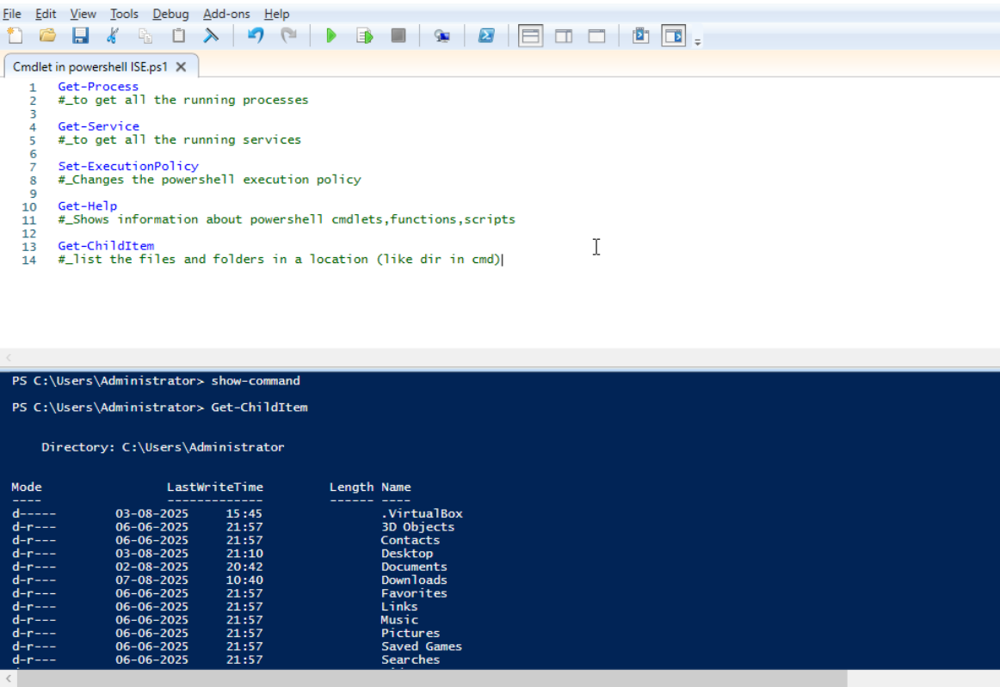 File Edit View Tools Debug Add-ons Help
Cmdlet in powershell ISE.ps1 X
1 Get-Process
2 #_to get all the running processes
3
4 Get-Service
5 #_to get all the running services
6
7 Set-ExecutionPolicy
8 #_Changes the powershell execution policy
9
10 Get-Help
11 #_Shows information about powershell cmdlets,functions,scripts
12
13 Get-ChildItem
14 #_list the files and folders in a location (like dir in cmd)
PS C:\Users\Administrator> show-command
PS C:\Users\Administrator> Get-ChildItem
Directory: C:\Users\Administrator
Mode LastWriteTime Length Name
---- ------------- ------ ----
d----- 03-08-2025 15:45 .VirtualBox
d-r--- 06-06-2025 21:57 3D Objects
d-r--- 06-06-2025 21:57 Contacts
d-r--- 03-08-2025 21:10 Desktop
d-r--- 02-08-2025 20:42 Documents
d-r--- 07-08-2025 10:40 Downloads
d-r--- 06-06-2025 21:57 Favorites
d-r--- 06-06-2025 21:57 Links
d-r--- 06-06-2025 21:57 Music
d-r--- 06-06-2025 21:57 Pictures
d-r--- 06-06-2025 21:57 Saved Games
d-r--- 06-06-2025 21:57 Searches